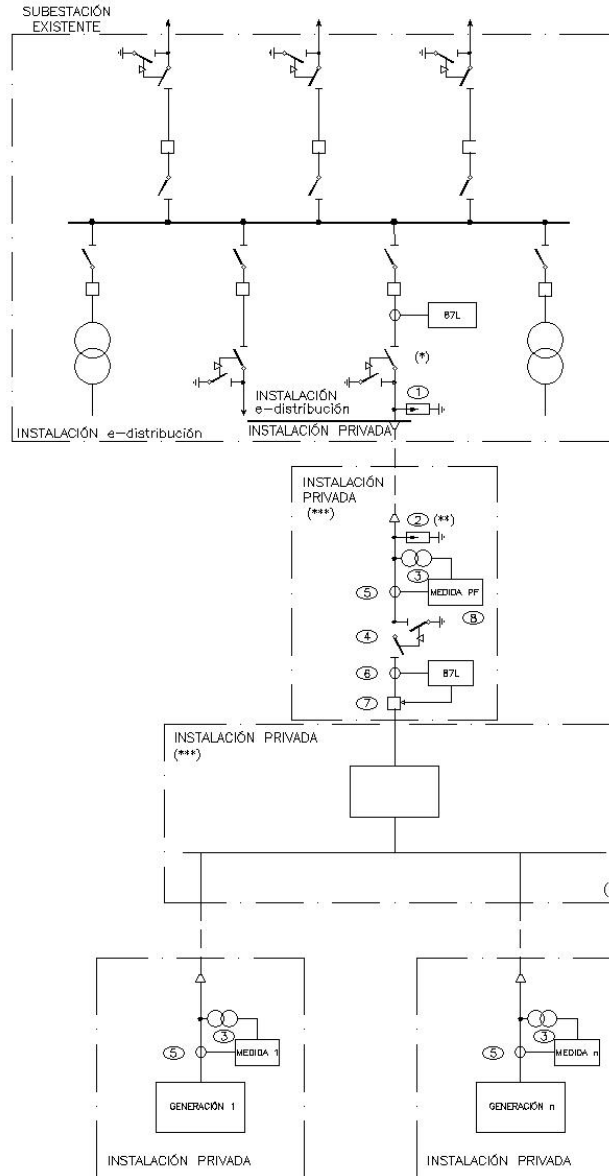 SUBESTACIÓN
EXISTENTE
87L
(*)
1
INSTALACIÓN
e-distribución
INSTALACIÓN e-distribución
INSTALACIÓN PRIVADA
INSTALACIÓN
PRIVADA
(***)
2 (**)
3
5
MEDIDA PF
8
4
6
87L
7
INSTALACIÓN PRIVADA
(***)
(
3
5
MEDIDA 1
GENERACIÓN 1
INSTALACIÓN PRIVADA
3
5
MEDIDA n
GENERACIÓN n
INSTALACIÓN PRIVADA